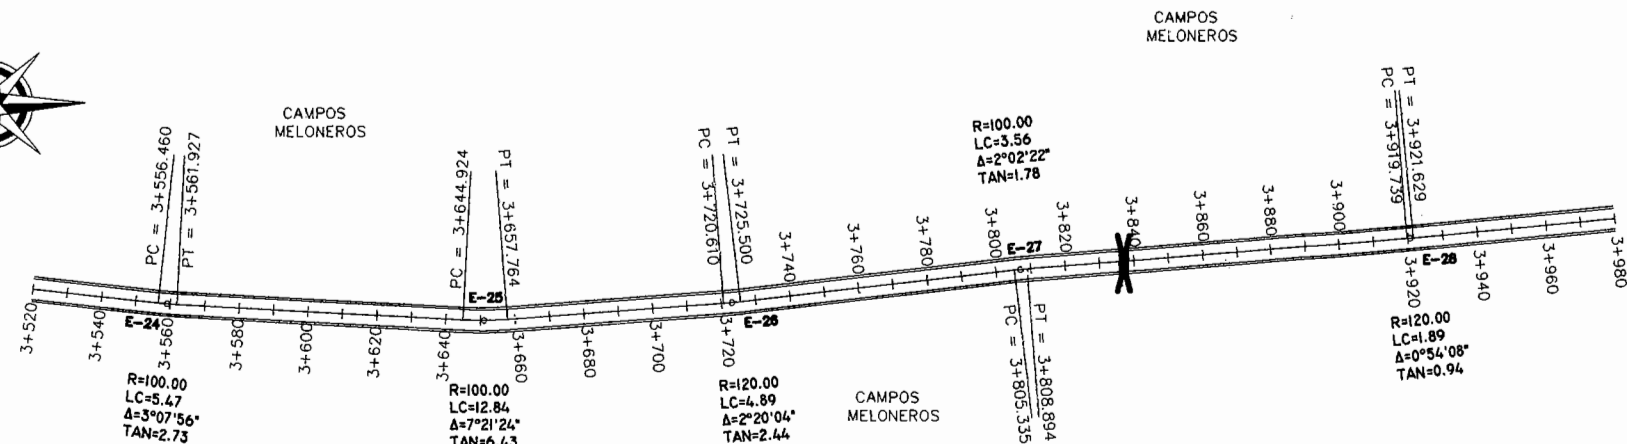 CAMPOS
MELONEROS
CAMPOS
MELONEROS
PC = 3+556.460
PT = 3+561.927
PC = 3+644.924
PT = 3+657.764
PC = 3+720.610
PT = 3+725.500
R=100.00
LC=3.56
Δ=2°02'22"
TAN=1.78
PC = 3+919.739
PT = 3+921.629
3+740
3+760
3+780
3+800
3+820
3+840
3+860
3+880
3+900
E-24
E-25
E-26
E-27
E-28
3+520
3+540
3+560
3+580
3+600
3+620
3+640
3+660
3+680
3+700
3+720
PC = 3+805.335
PT = 3+808.894
3+920
3+940
3+960
3+980
R=100.00
LC=5.47
Δ=3°07'56"
TAN=2.73
R=100.00
LC=12.84
Δ=7°21'24"
TAN=6.43
R=120.00
LC=4.89
Δ=2°20'04"
TAN=2.44
CAMPOS
MELONEROS
R=120.00
LC=1.89
Δ=0°54'08"
TAN=0.94